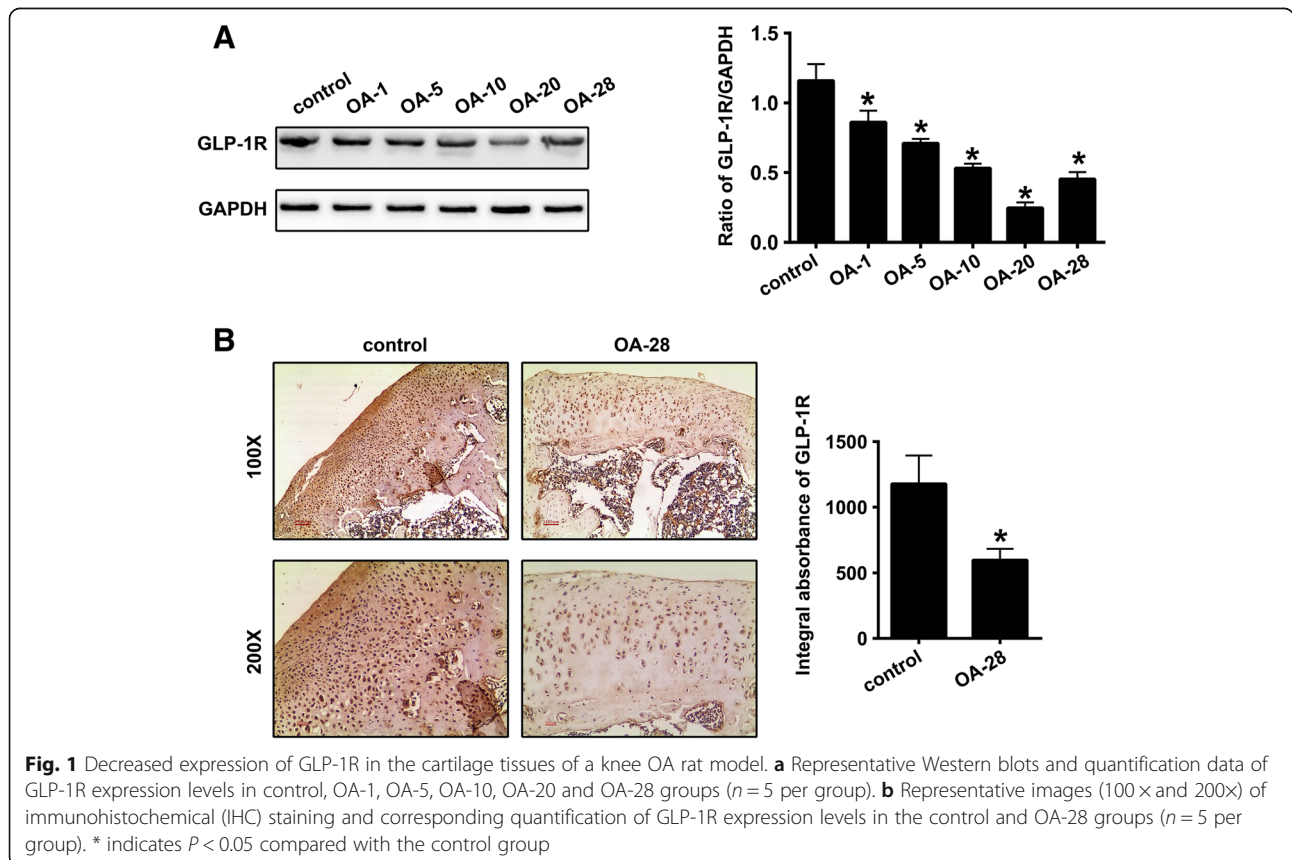 A
control OA-1 OA-5 OA-10 OA-20 OA-28
GLP-1R
GAPDH
Ratio of GLP-1R/GAPDH
1.5
1.0
0.5
0.0
* * * * *
control OA-1 OA-5 OA-10 OA-20 OA-28
B
control OA-28
100X
200X
Integral absorbance of GLP-1R
1500
1000
500
0
*
control OA-28
Fig. 1 Decreased expression of GLP-1R in the cartilage tissues of a knee OA rat model. a Representative Western blots and quantification data of
GLP-1R expression levels in control, OA-1, OA-5, OA-10, OA-20 and OA-28 groups (n = 5 per group). b Representative images (100 × and 200×) of
immunohistochemical (IHC) staining and corresponding quantification of GLP-1R expression levels in the control and OA-28 groups (n = 5 per
group). * indicates P < 0.05 compared with the control group